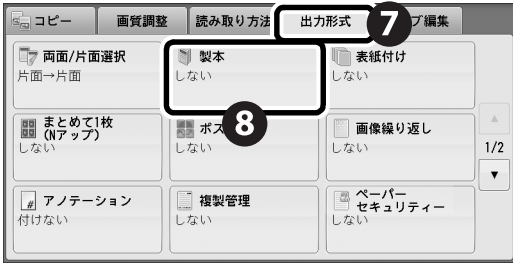 コピー
画質調整
読み取り方法
出力形式
7
ブ編集
両面/片面選択
片面→片面
製本
しない
表紙付け
しない
まとめて1枚
(Nアップ)
しない
ポス
8
しない
画像繰り返し
しない
1/2
アノテーション
付けない
複製管理
しない
ペーパー
セキュリティー
しない